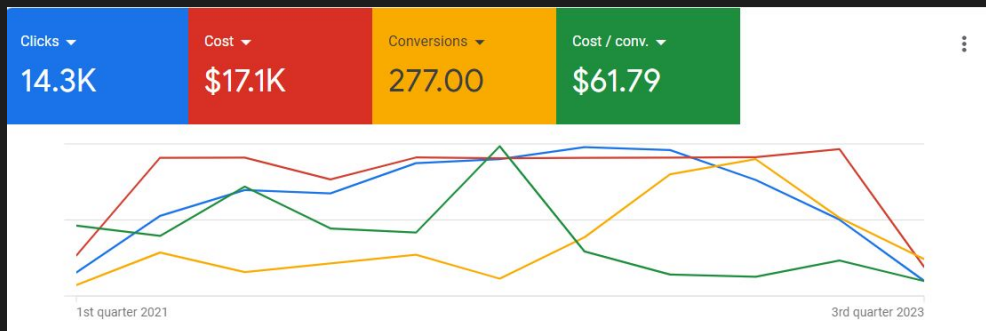 Clicks
14.3K
Cost
$17.1K
Conversions
277.00
Cost / conv.
$61.79
1st quarter 2021
3rd quarter 2023